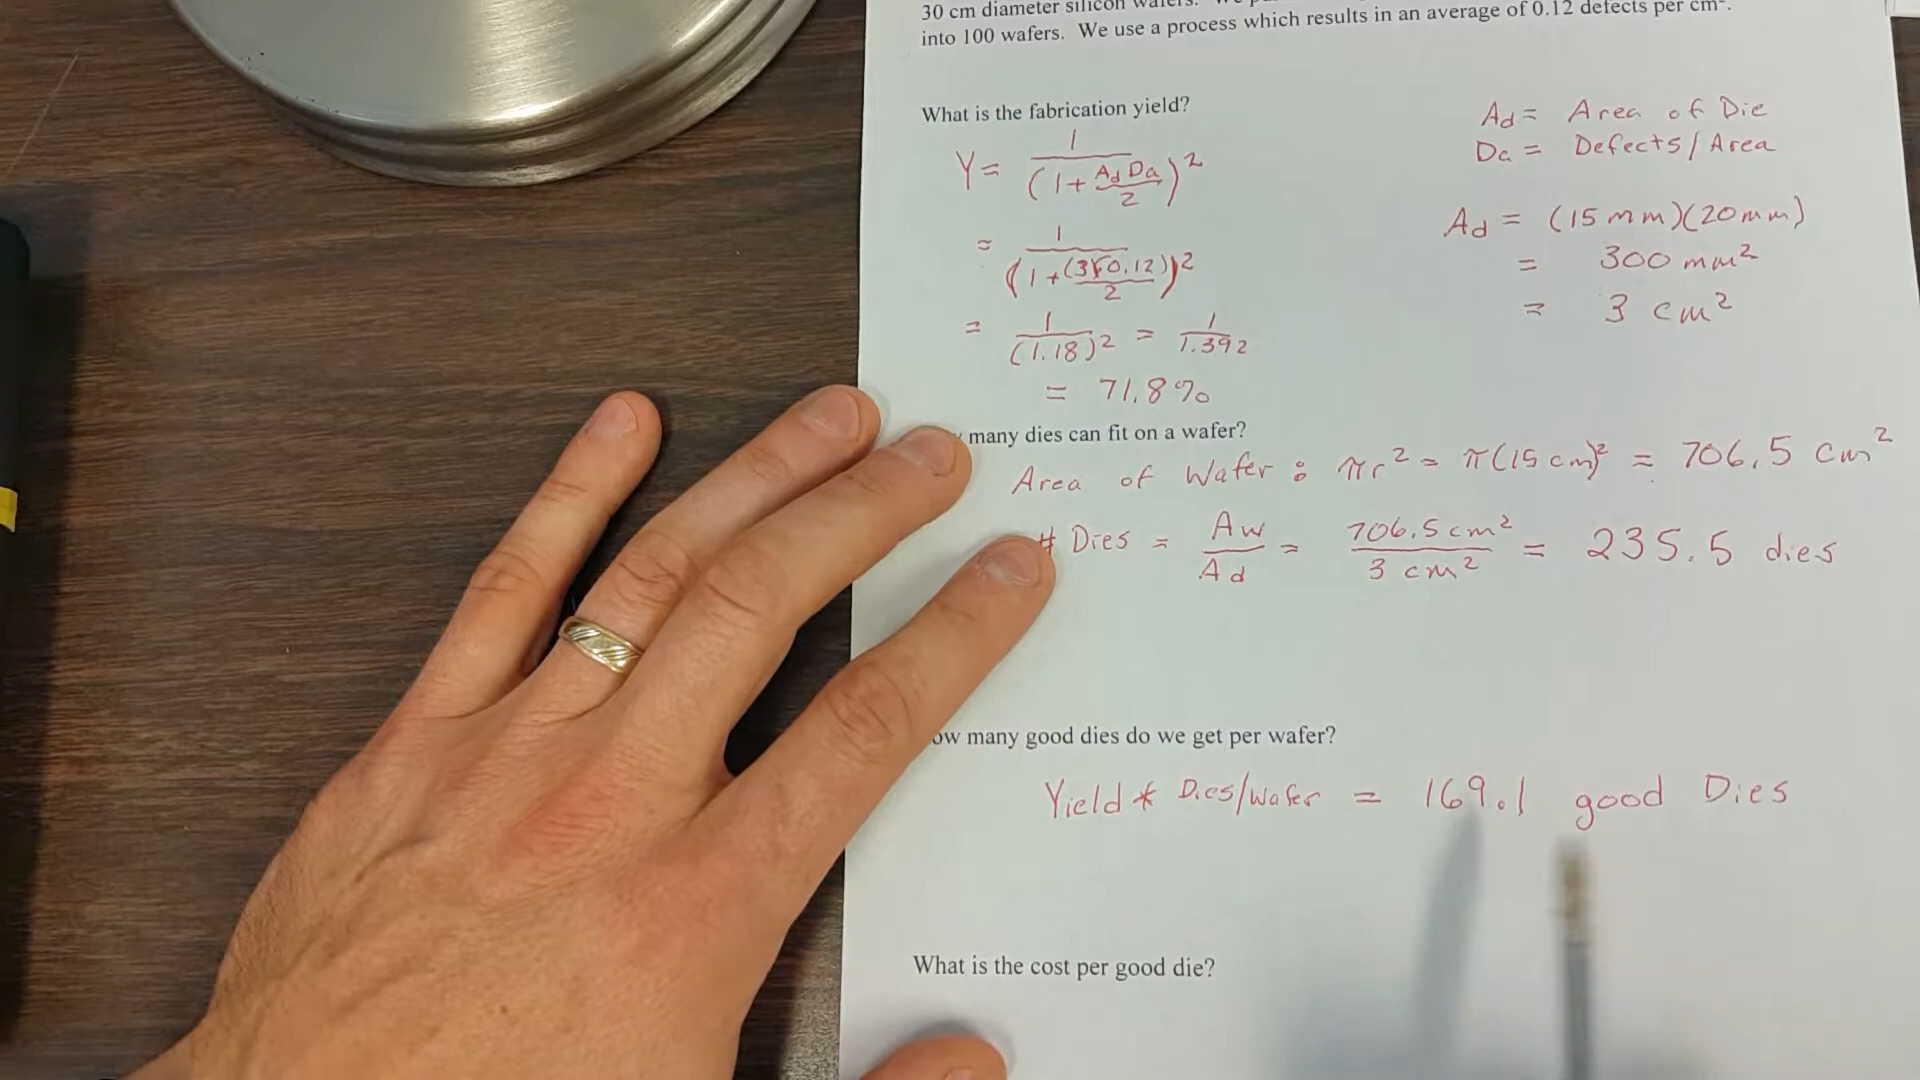 30 cm diameter silicon wafers.
into 100 wafers. We use a process which results in an average of 0.12 defects per cm².
What is the fabrication yield?
Ad = Area of Die
Da = Defects/Area
Y = 1 / (1 + Ad Da / 2)²
= 1 / (1 + (3)(0.12) / 2)²
= 1 / (1.18)² = 1 / 1.392
= 71.8%
Ad = (15 mm)(20mm)
= 300 mm²
= 3 cm²
many dies can fit on a wafer?
Area of Wafer : πr² = π(15 cm)² = 706.5 cm²
# Dies = Aw / Ad = 706.5 cm² / 3 cm² = 235.5 dies
ow many good dies do we get per wafer?
Yield * Dies/Wafer = 169.1 good Dies
What is the cost per good die?